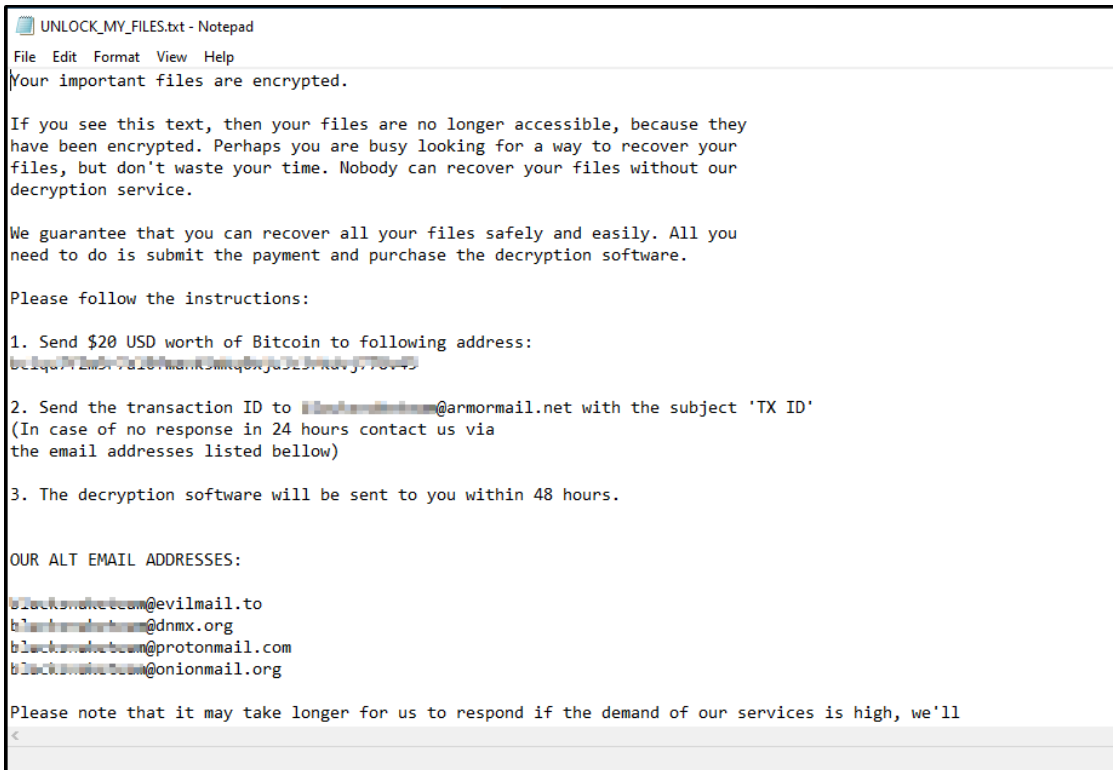 UNLOCK_MY_FILES.txt - Notepad
File Edit Format View Help
Your important files are encrypted.
If you see this text, then your files are no longer accessible, because they
have been encrypted. Perhaps you are busy looking for a way to recover your
files, but don't waste your time. Nobody can recover your files without our
decryption service.
We guarantee that you can recover all your files safely and easily. All you
need to do is submit the payment and purchase the decryption software.
Please follow the instructions:
1. Send $20 USD worth of Bitcoin to following address:
2. Send the transaction ID to @armormail.net with the subject 'TX ID'
(In case of no response in 24 hours contact us via
the email addresses listed bellow)
3. The decryption software will be sent to you within 48 hours.
OUR ALT EMAIL ADDRESSES:
@evilmail.to
@dnmx.org
@protonmail.com
@onionmail.org
Please note that it may take longer for us to respond if the demand of our services is high, we'll